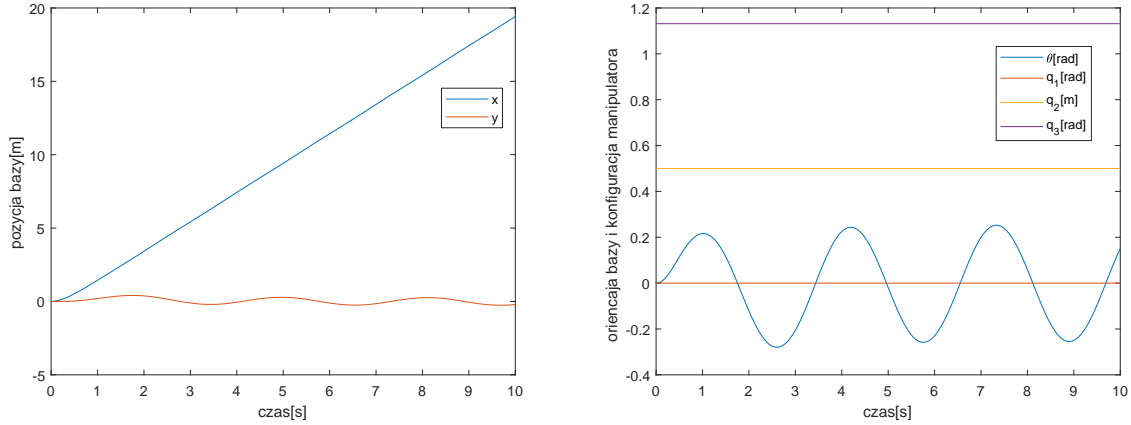 20
15
10
5
0
-5
pozycja bazy[m]
x
y
0 1 2 3 4 5 6 7 8 9 10
czas[s]
1.2
1
0.8
0.6
0.4
0.2
0
-0.2
-0.4
oriencaja bazy i konfiguracja manipulatora
θ[rad]
q1[rad]
q2[m]
q3[rad]
0 1 2 3 4 5 6 7 8 9 10
czas[s]